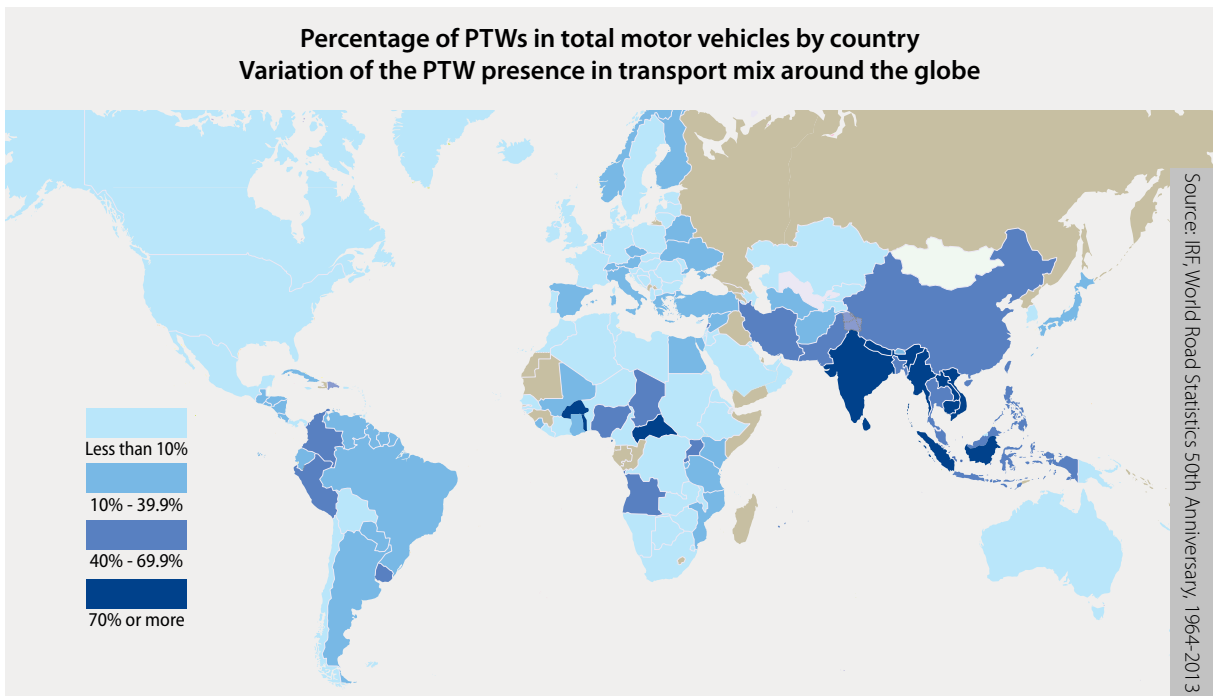 Percentage of PTWs in total motor vehicles by country
Variation of the PTW presence in transport mix around the globe
Less than 10%
10% - 39.9%
40% - 69.9%
70% or more
Source: IRF, World Road Statistics 50th Anniversary, 1964-2013